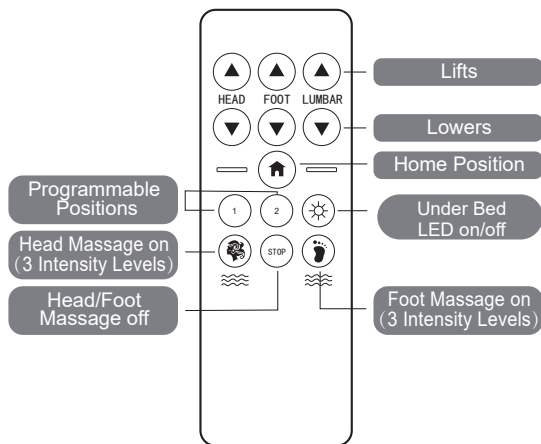 HEAD FOOT LUMBAR
Lifts
Lowers
Home Position
Programmable
Positions
1 2
Under Bed
LED on/off
Head Massage on
(3 Intensity Levels)
STOP
Head/Foot
Massage off
Foot Massage on
(3 Intensity Levels)